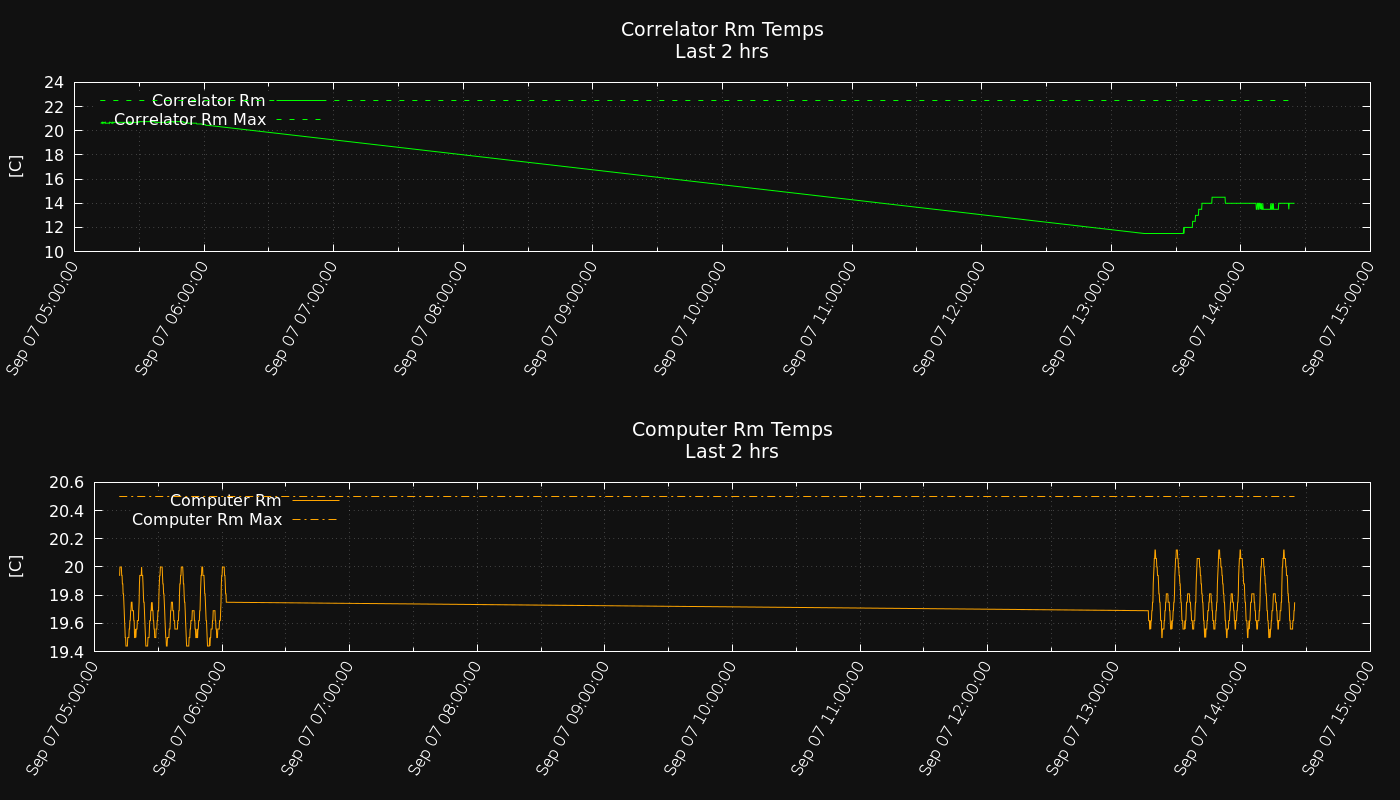 Correlator Rm Temps
Last 2 hrs
24
22
20
18
16
14
12
10
[C]
Correlator Rm
Correlator Rm Max
Sep 07 05:00:00
Sep 07 06:00:00
Sep 07 07:00:00
Sep 07 08:00:00
Sep 07 09:00:00
Sep 07 10:00:00
Sep 07 11:00:00
Sep 07 12:00:00
Sep 07 13:00:00
Sep 07 14:00:00
Sep 07 15:00:00
Computer Rm Temps
Last 2 hrs
20.6
20.4
20.2
20
19.8
19.6
19.4
[C]
Computer Rm
Computer Rm Max
Sep 07 05:00:00
Sep 07 06:00:00
Sep 07 07:00:00
Sep 07 08:00:00
Sep 07 09:00:00
Sep 07 10:00:00
Sep 07 11:00:00
Sep 07 12:00:00
Sep 07 13:00:00
Sep 07 14:00:00
Sep 07 15:00:00